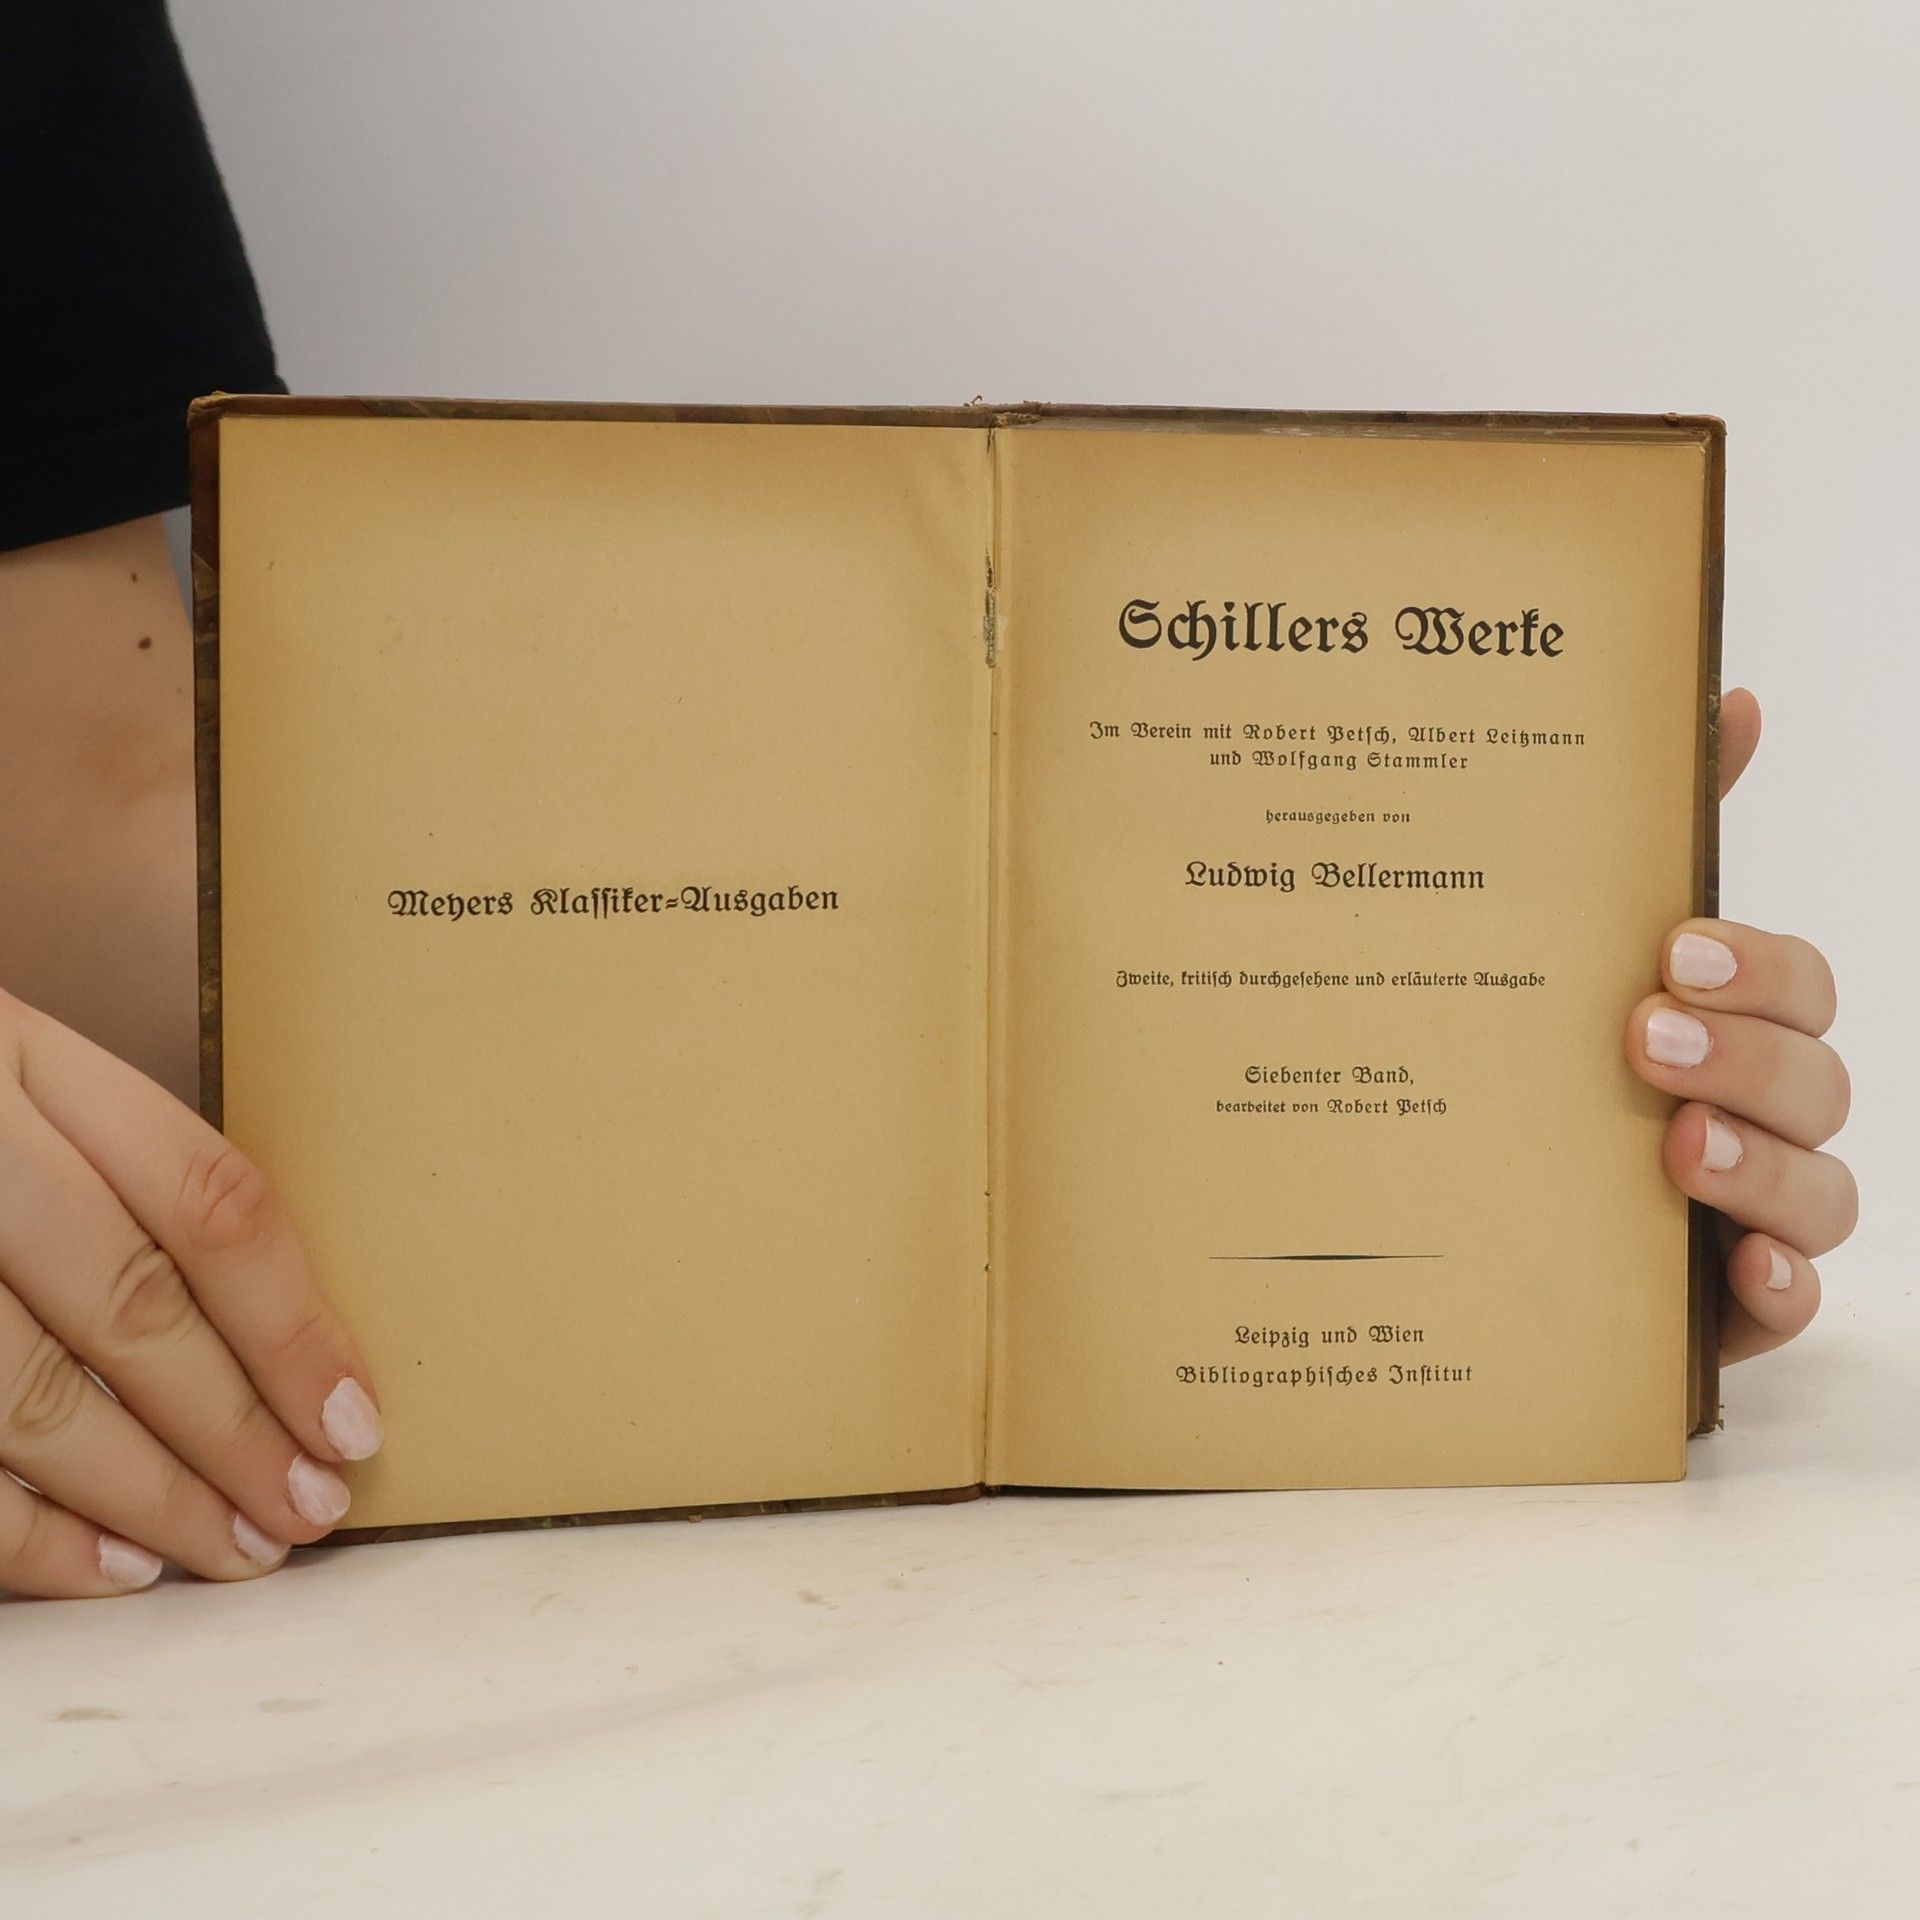 Meyers Klassiker-Ausgaben
Schillers Werke
Im Verein mit Robert Petsch, Albert Leitzmann
und Wolfgang Stammler
herausgegeben von
Ludwig Bellermann
Zweite, kritisch durchgesehene und erläuterte Ausgabe
Siebenter Band,
bearbeitet von Robert Petsch
Leipzig und Wien
Bibliographisches Institut